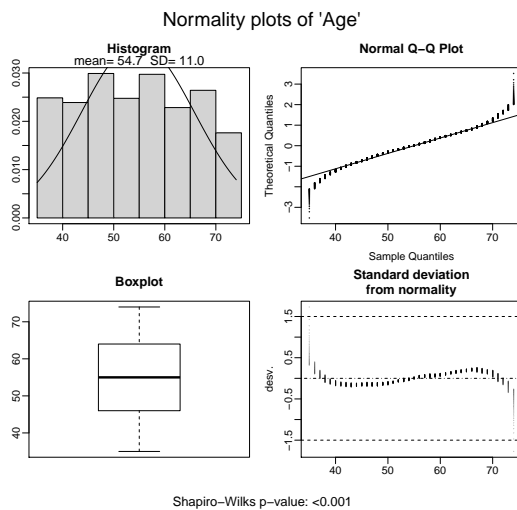 Normality plots of 'Age'
Histogram
mean= 54.7 SD= 11.0
0.000
0.010
0.020
0.030
40 50 60 70
Normal Q−Q Plot
Theoretical Quantiles
−3
−1
0
1
2
3
40 50 60 70
Sample Quantiles
Boxplot
40
50
60
70
Standard deviation
from normality
desv.
−1.5
−0.5
0.5
1.5
40 50 60 70
Shapiro−Wilks p−value: <0.001